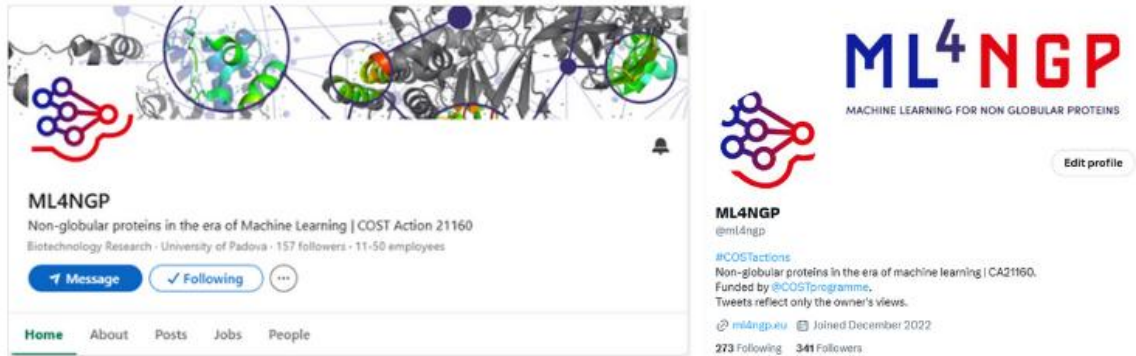 ML4NGP
Non-globular proteins in the era of Machine Learning | COST Action 21160
Biotechnology Research · University of Padova · 157 followers · 11-50 employees
Message
Following
Home
About
Posts
Jobs
People
ML4 NGP
MACHINE LEARNING FOR NON GLOBULAR PROTEINS
Edit profile
ML4NGP
@ml4ngp
#COSTactions
Non-globular proteins in the era of machine learning | CA21160.
Funded by @COSTprogramme.
Tweets reflect only the owner's views.
ml4ngp.eu Joined December 2022
273 Following 341 Followers